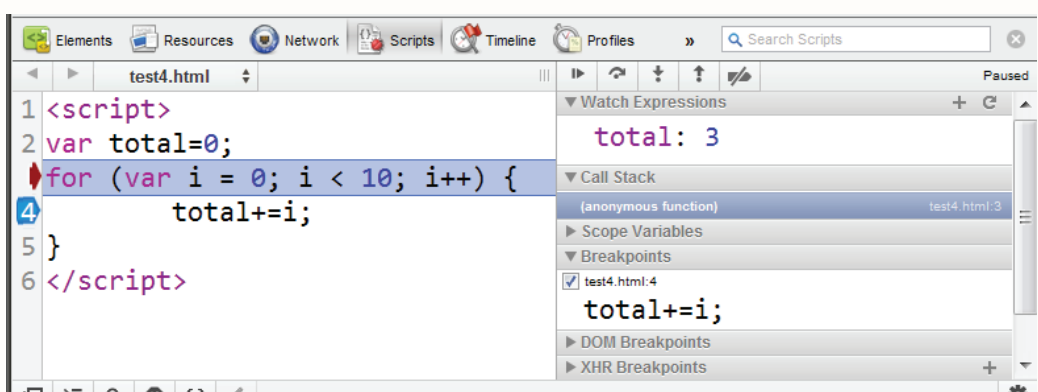 Elements Resources Network Scripts Timeline Profiles » Search Scripts
test4.html Paused
1 <script>
2 var total=0;
for (var i = 0; i < 10; i++) {
4 total+=i;
5 }
6 </script>
Watch Expressions
total: 3
Call Stack
(anonymous function) test4.html:3
Scope Variables
Breakpoints
test4.html:4
total+=i;
DOM Breakpoints
XHR Breakpoints